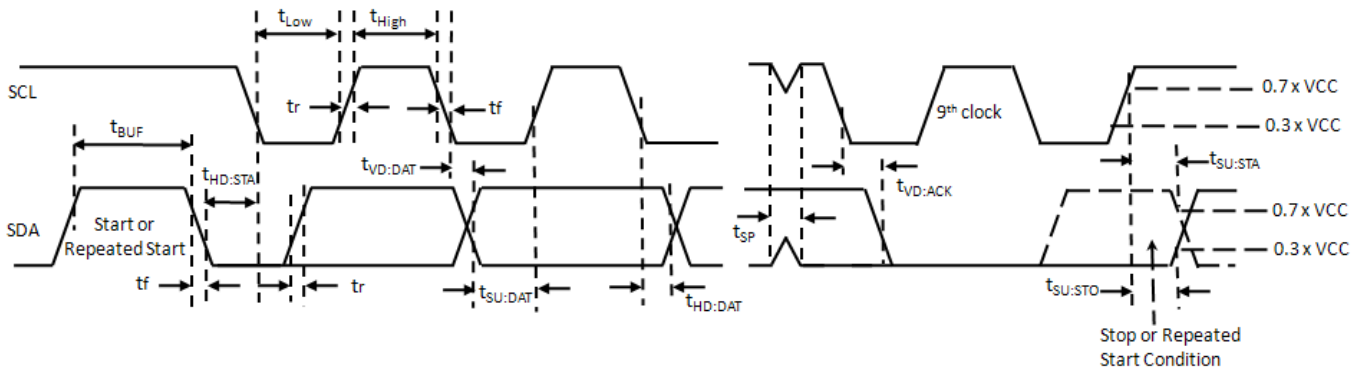 tLow
tHigh
SCL
tr
tf
9th clock
0.7 x VCC
0.3 x VCC
tBUF
tHD:STA
tVD:DAT
tVD:ACK
tSU:STA
SDA
Start or
Repeated Start
tSP
0.7 x VCC
0.3 x VCC
tf
tr
tSU:DAT
tHD:DAT
tSU:STO
Stop or Repeated
Start Condition